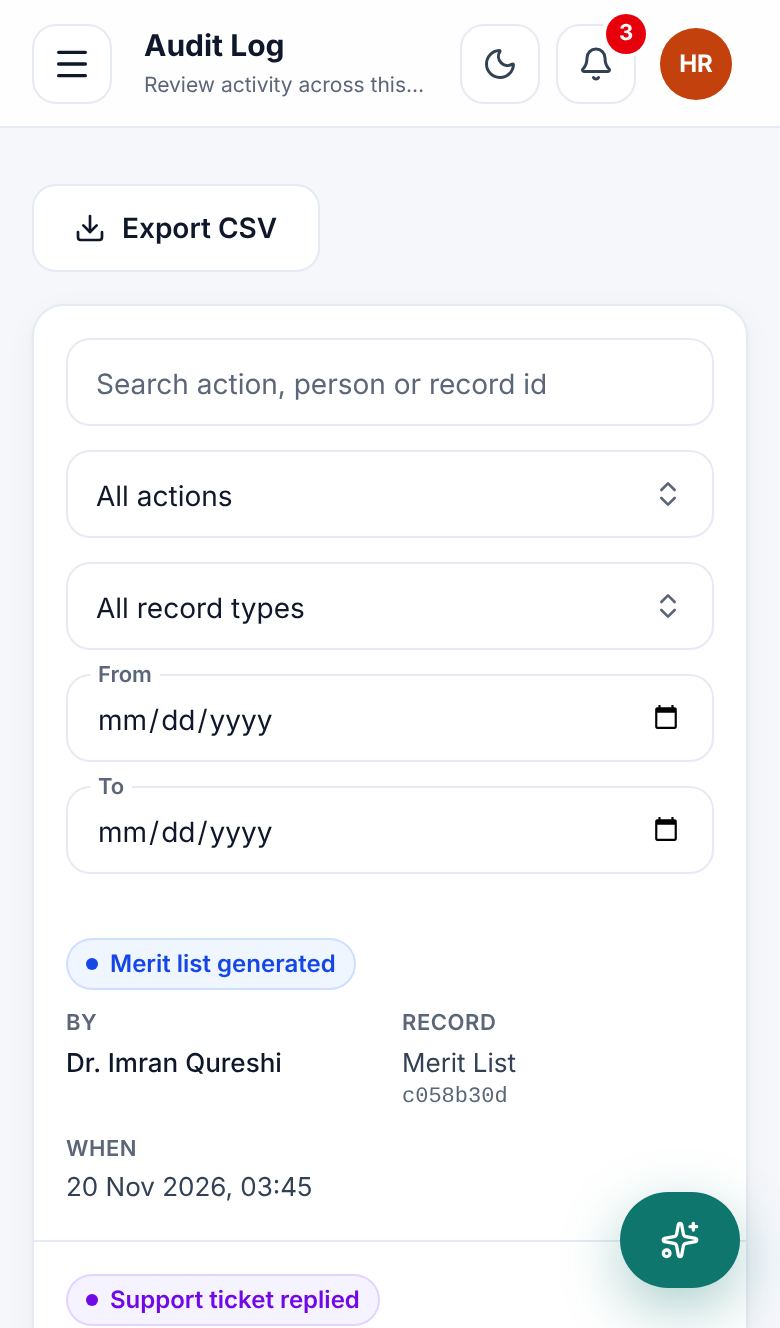 Audit Log
Review activity across this...
3
HR
Export CSV
Search action, person or record id
All actions
All record types
From
mm/dd/yyyy
To
mm/dd/yyyy
Merit list generated
BY
Dr. Imran Qureshi
RECORD
Merit List
c058b30d
WHEN
20 Nov 2026, 03:45
Support ticket replied